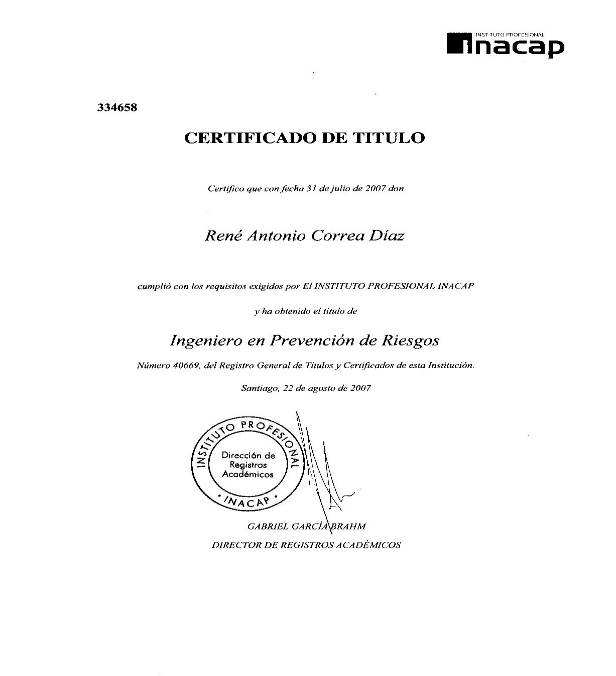 INSTITUTO PROFESIONAL
Inacap
334658
CERTIFICADO DE TITULO
Certifico que con fecha 31 de julio de 2007 don
René Antonio Correa Díaz
cumplió con los requisitos exigidos por El INSTITUTO PROFESIONAL INACAP
y ha obtenido el titulo de
Ingeniero en Prevención de Riesgos
Número 40669, del Registro General de Titulos y Certificados de esta Institución.
Santiago, 22 de agosto de 2007
INSTITUTO PROFESIONAL
Dirección de
Registros
Académicos
INACAP
GABRIEL GARCÍA BRAHM
DIRECTOR DE REGISTROS ACADÉMICOS